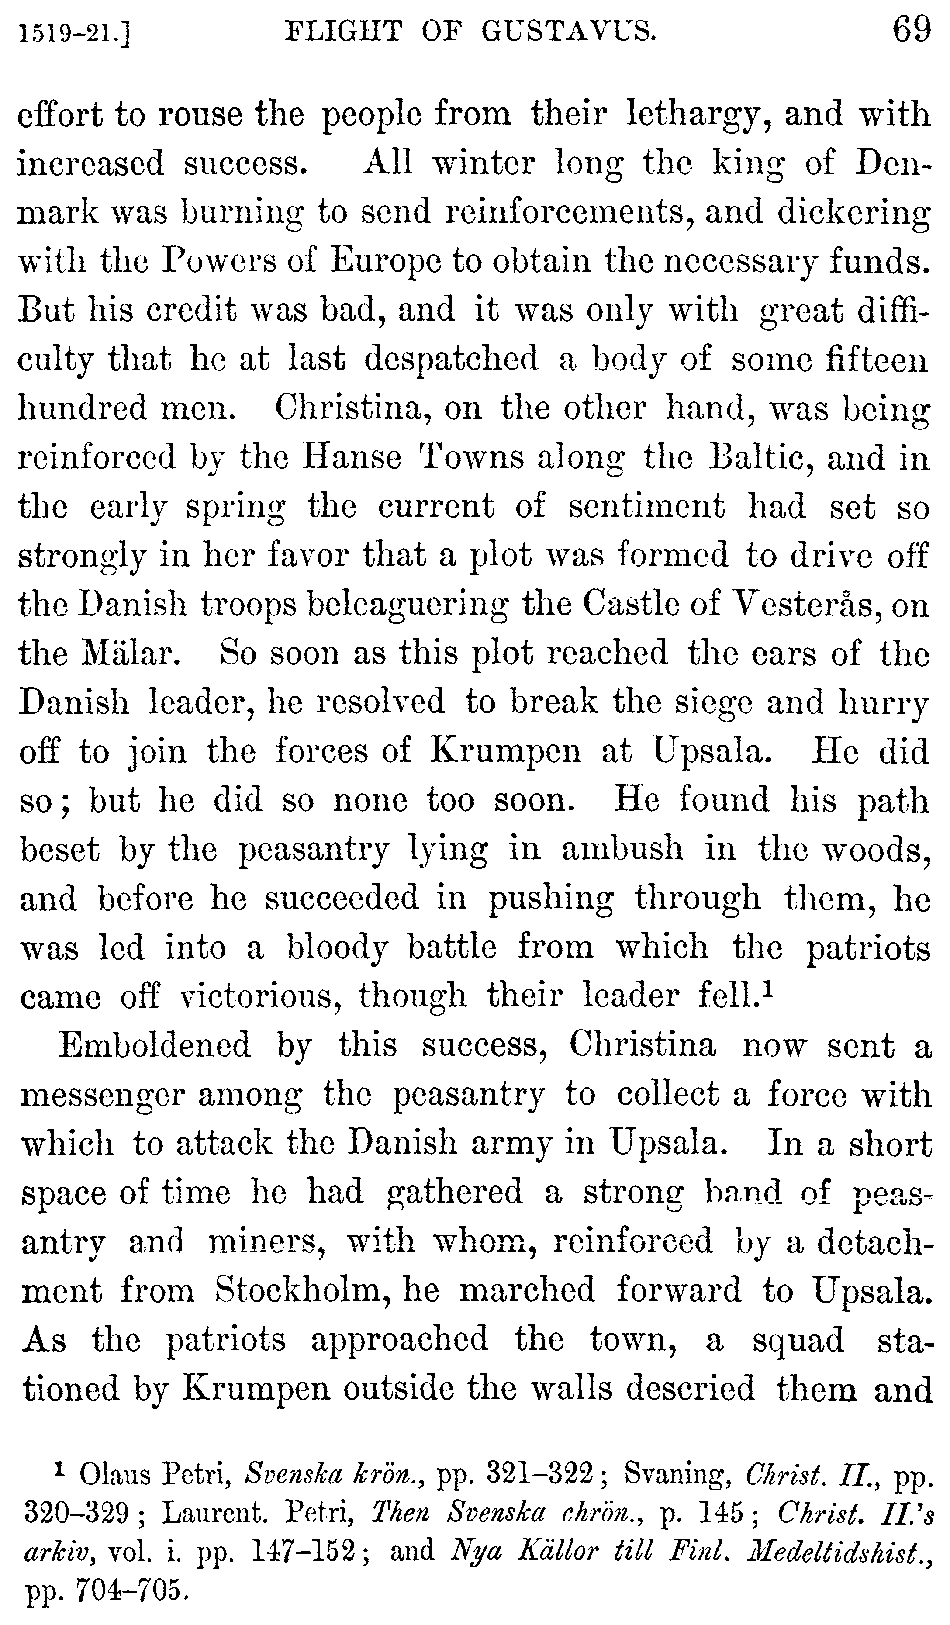 1519–21.] FLIGHT OF GUSTAVUS. 69
effort to rouse the people from their lethargy, and with
increased success. All winter long the king of Den-
mark was burning to send reinforcements, and dickering
with the Powers of Europe to obtain the necessary funds.
But his credit was bad, and it was only with great diffi-
culty that he at last despatched a body of some fifteen
hundred men. Christina, on the other hand, was being
reinforced by the Hanse Towns along the Baltic, and in
the early spring the current of sentiment had set so
strongly in her favor that a plot was formed to drive off
the Danish troops beleaguering the Castle of Vesterås, on
the Mälar. So soon as this plot reached the ears of the
Danish leader, he resolved to break the siege and hurry
off to join the forces of Krumpen at Upsala. He did
so; but he did so none too soon. He found his path
beset by the peasantry lying in ambush in the woods,
and before he succeeded in pushing through them, he
was led into a bloody battle from which the patriots
came off victorious, though their leader fell.¹
Emboldened by this success, Christina now sent a
messenger among the peasantry to collect a force with
which to attack the Danish army in Upsala. In a short
space of time he had gathered a strong band of peas-
antry and miners, with whom, reinforced by a detach-
ment from Stockholm, he marched forward to Upsala.
As the patriots approached the town, a squad sta-
tioned by Krumpen outside the walls descried them and
¹ Olaus Petri, Svenska krön., pp. 321–322; Svaning, Christ. II., pp.
320–329; Laurent. Petri, Then Svenska chrön., p. 145; Christ. II.'s
arkiv, vol. i. pp. 147–152; and Nya Källor till Finl. Medeltidshist.,
pp. 704–705.